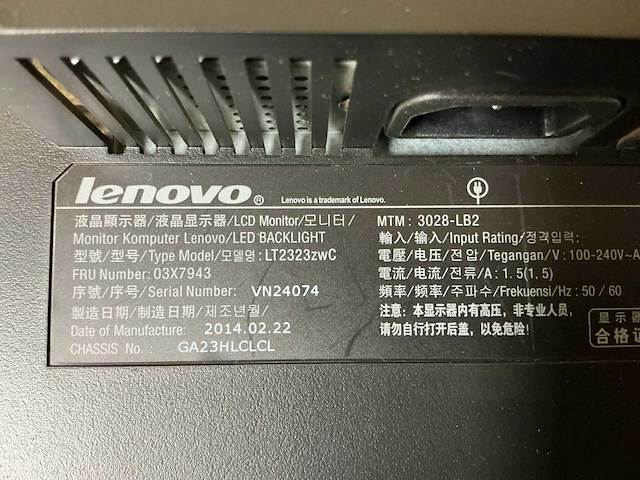 lenovo® Lenovo is a trademark of Lenovo.
液晶顯示器/液晶显示器/LCD Monitor/모니터/
Monitor Komputer Lenovo/LED BACKLIGHT
型號/型号/Type Model/모델명: LT2323zwC
FRU Number: 03X7943
序號/序号/Serial Number: VN24074
製造日期/制造日期/제조년월/
Date of Manufacture: 2014.02.22
CHASSIS No. : GA23HLCLCL
MTM : 3028-LB2
輸入/输入/Input Rating/정격입력:
電壓/电压/전압/Tegangan/V : 100-240V~A
電流/电流/전류/A: 1.5(1.5)
頻率/频率/주파수/Frekuensi/Hz : 50 / 60
注意: 本显示器内有高压，非专业人员，
请勿自行打开后盖，以免危险!
显示器
合格证